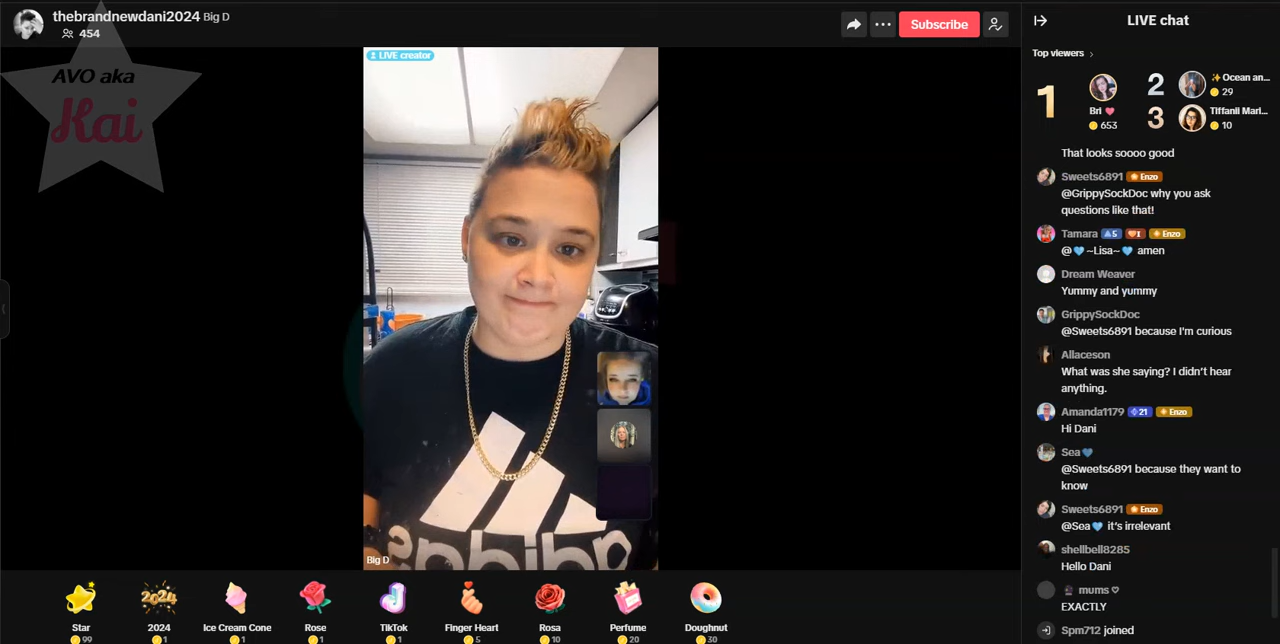 thebrandnewdani2024 Big D
454
Subscribe
LIVE chat
AVO aka
Kai
LIVE creator
adidas
Big D
Top viewers
1
Bri
653
2
Ocean an...
29
3
Tiffanii Mari...
10
That looks soooo good
Sweets6891 Enzo
@GrippySockDoc why you ask
questions like that!
Tamara 5 1 Enzo
@💙~Lisa~💙 amen
Dream Weaver
Yummy and yummy
GrippySockDoc
@Sweets6891 because I'm curious
Allaceson
What was she saying? I didn't hear
anything.
Amanda1179 21 Enzo
Hi Dani
Sea💙
@Sweets6891 because they want to
know
Sweets6891 Enzo
@Sea💙 it's irrelevant
shellbell8285
Hello Dani
mums ♡
EXACTLY
Spm712 joined
2024
Star
99
2024
1
Ice Cream Cone
1
Rose
1
TikTok
1
Finger Heart
5
Rosa
10
Perfume
20
Doughnut
30